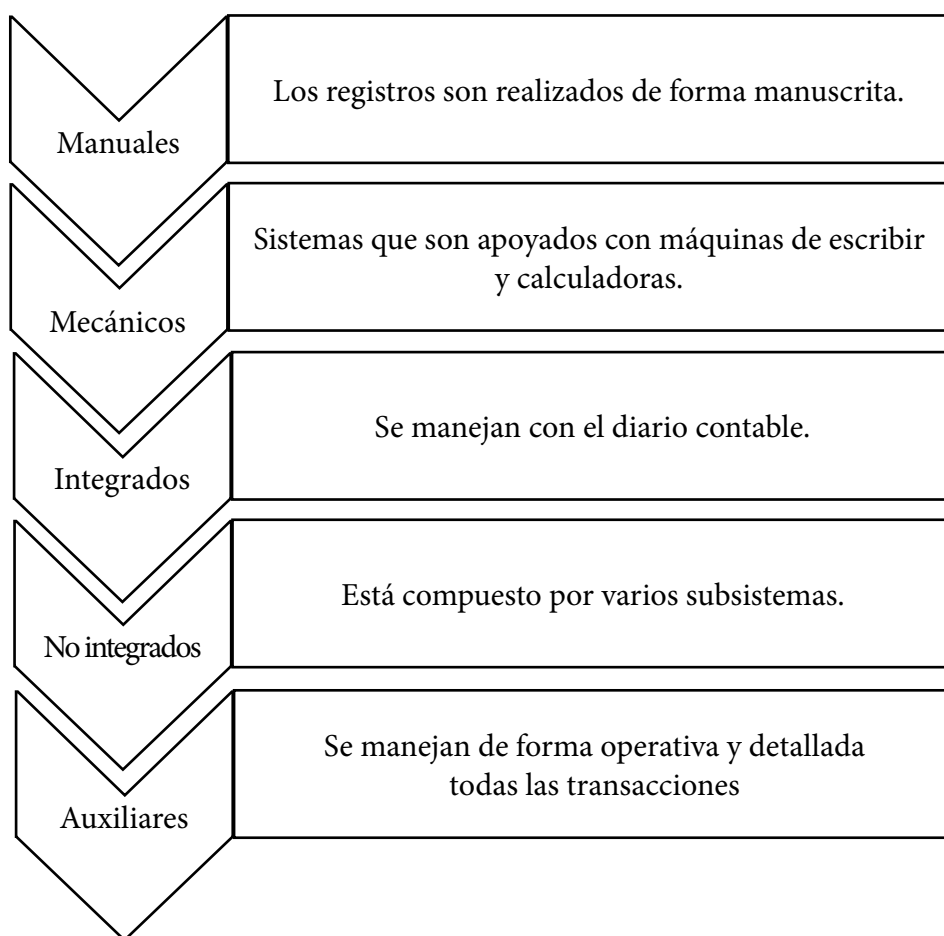 Manuales
Los registros son realizados de forma manuscrita.
Mecánicos
Sistemas que son apoyados con máquinas de escribir
y calculadoras.
Integrados
Se manejan con el diario contable.
No integrados
Está compuesto por varios subsistemas.
Auxiliares
Se manejan de forma operativa y detallada
todas las transacciones